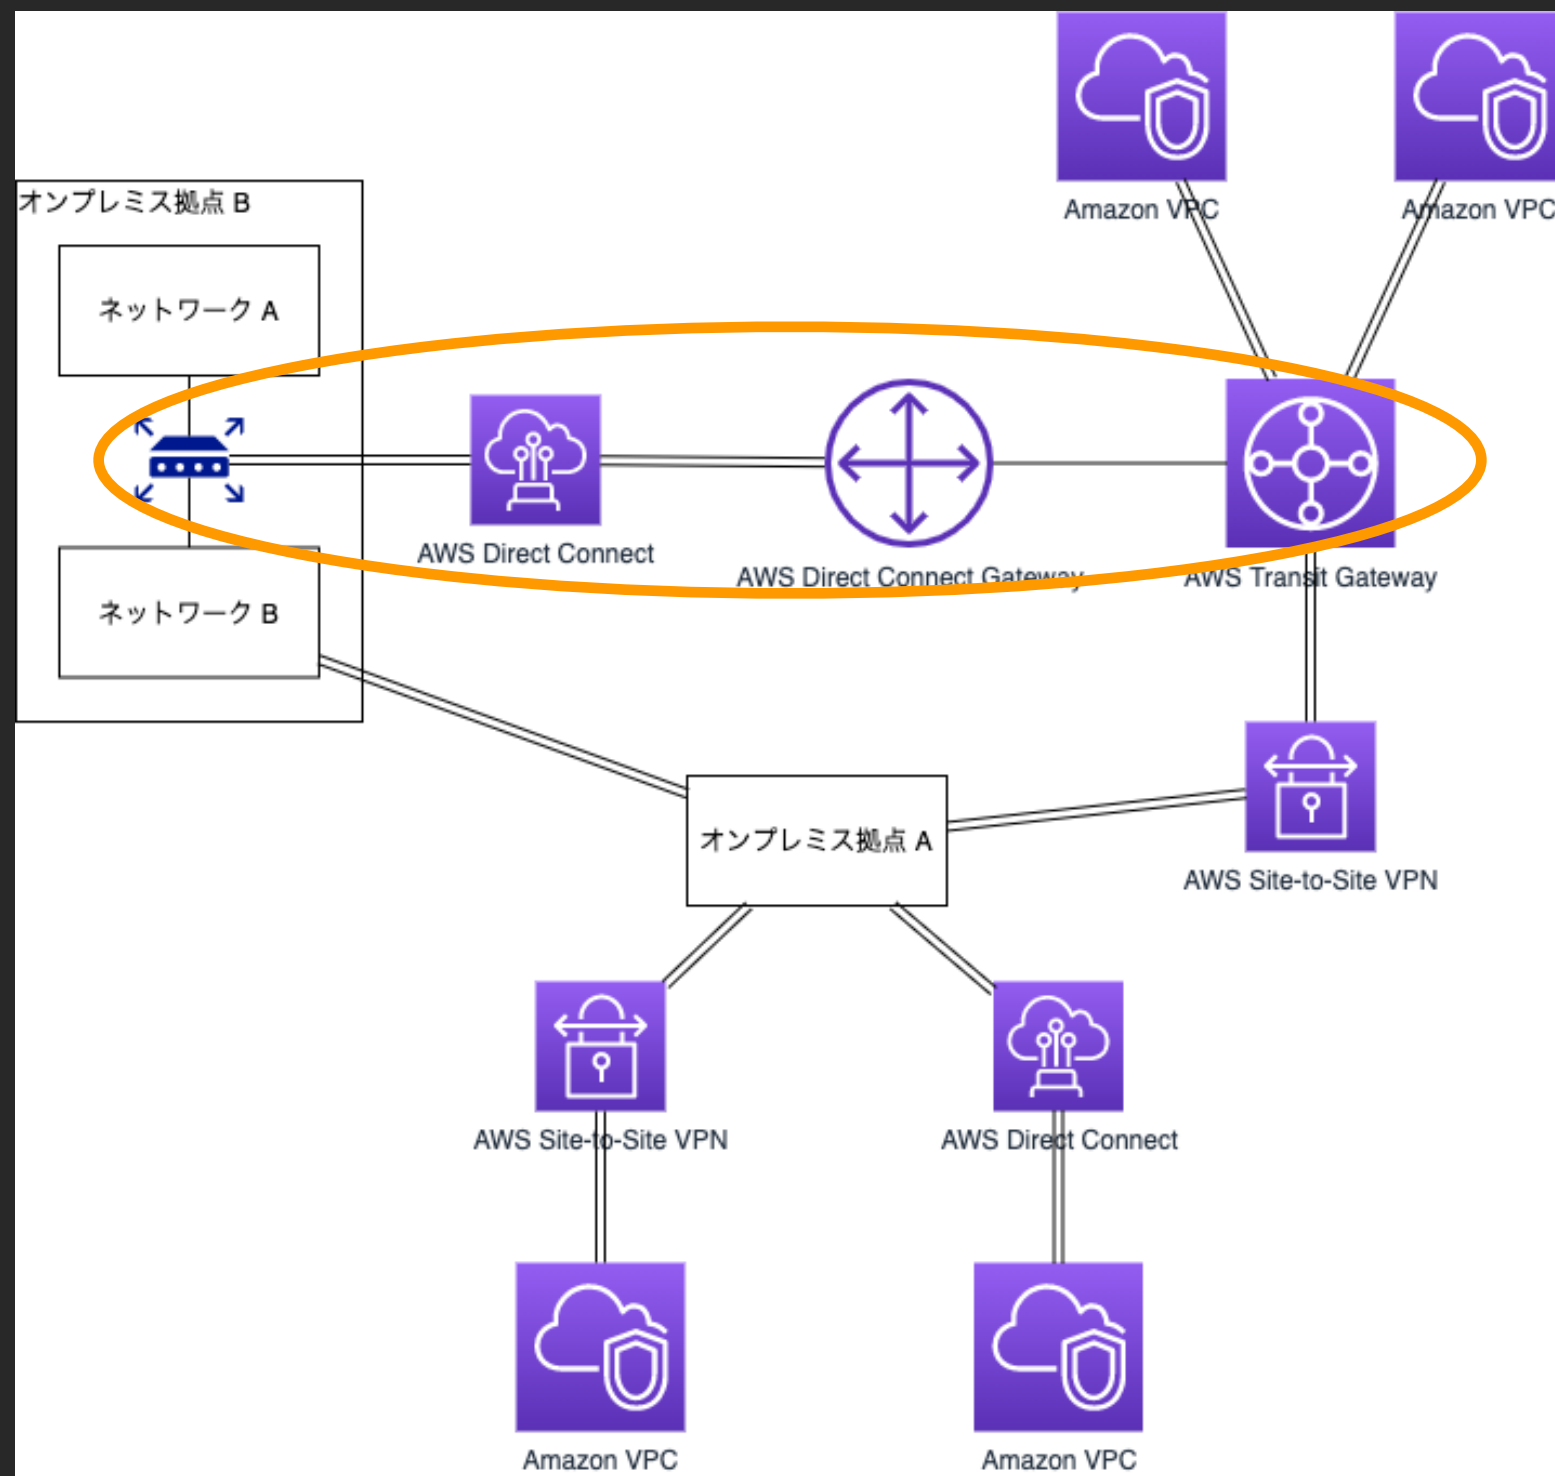 Amazon VPC
Amazon VPC
オンプレミス拠点 B
ネットワーク A
AWS Direct Connect
AWS Direct Connect Gateway
AWS Transit Gateway
ネットワーク B
オンプレミス拠点 A
AWS Site-to-Site VPN
AWS Site-to-Site VPN
AWS Direct Connect
Amazon VPC
Amazon VPC